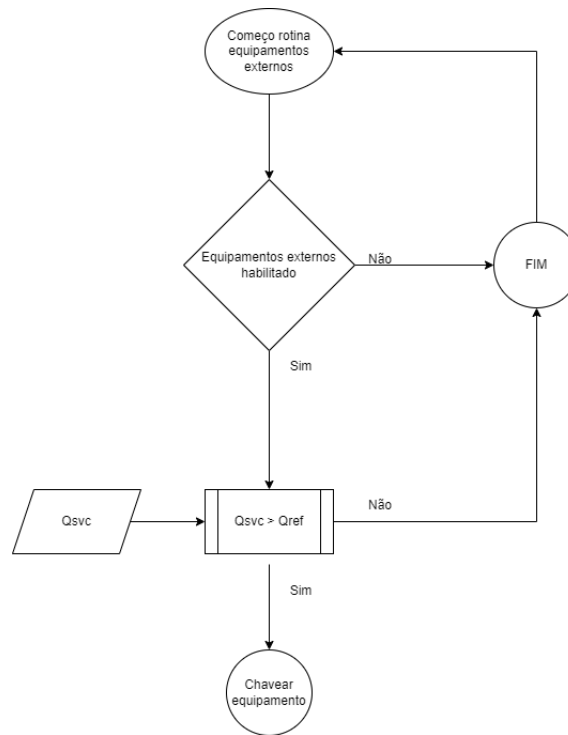 Começo rotina
equipamentos
externos
Equipamentos externos
habilitado
Não
FIM
Sim
Qsvc
Qsvc > Qref
Não
Sim
Chavear
equipamento